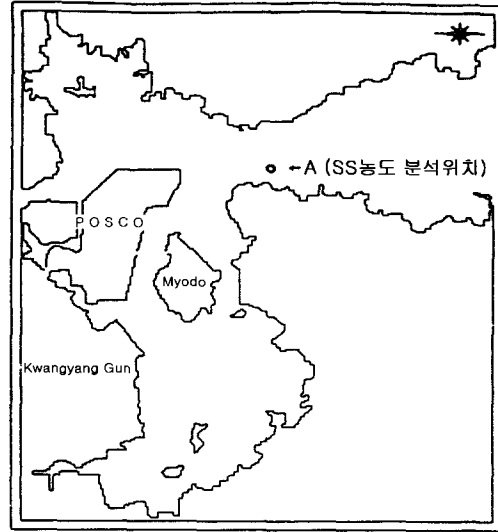 ←A (SS농도 분석위치)
POSCO
Myodo
Kwangyang Gun